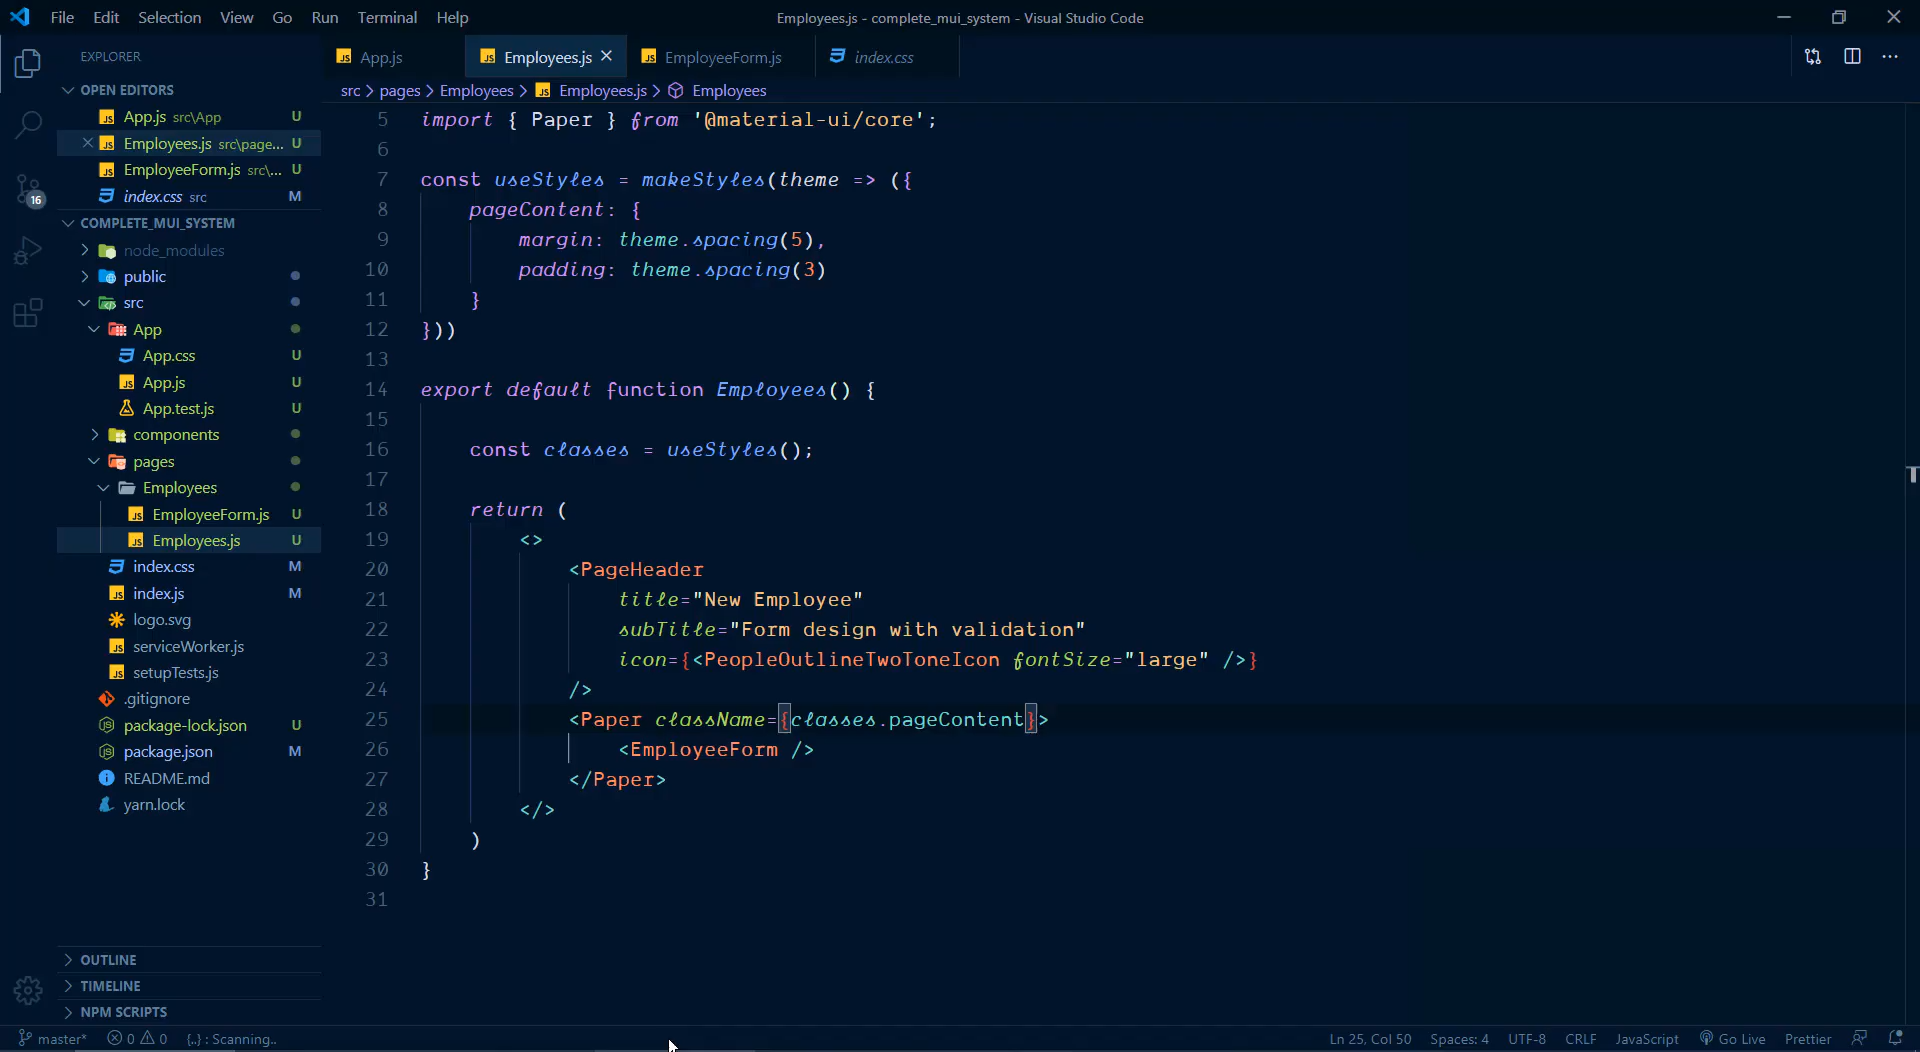 File Edit Selection View Go Run Terminal Help
Employees.js - complete_mui_system - Visual Studio Code
EXPLORER
OPEN EDITORS
App.js src\App U
Employees.js src\page... U
EmployeeForm.js src\... U
index.css src M
COMPLETE_MUI_SYSTEM
node_modules
public
src
App
App.css U
App.js U
App.test.js U
components
pages
Employees
EmployeeForm.js U
Employees.js U
index.css M
index.js M
logo.svg
serviceWorker.js
setupTests.js
.gitignore
package-lock.json U
package.json M
README.md
yarn.lock
OUTLINE
TIMELINE
NPM SCRIPTS
16
App.js Employees.js EmployeeForm.js index.css
src > pages > Employees > Employees.js > Employees
5 import { Paper } from '@material-ui/core';
6
7 const useStyles = makeStyles(theme => ({
8 pageContent: {
9 margin: theme.spacing(5),
10 padding: theme.spacing(3)
11 }
12 }))
13
14 export default function Employees() {
15
16 const classes = useStyles();
17
18 return (
19 <>
20 <PageHeader
21 title="New Employee"
22 subTitle="Form design with validation"
23 icon={<PeopleOutlineTwoToneIcon fontSize="large" />}
24 />
25 <Paper className={classes.pageContent}>
26 <EmployeeForm />
27 </Paper>
28 </>
29 )
30 }
31
master* 0 0 {..} : Scanning..
Ln 25, Col 50 Spaces: 4 UTF-8 CRLF JavaScript Go Live Prettier